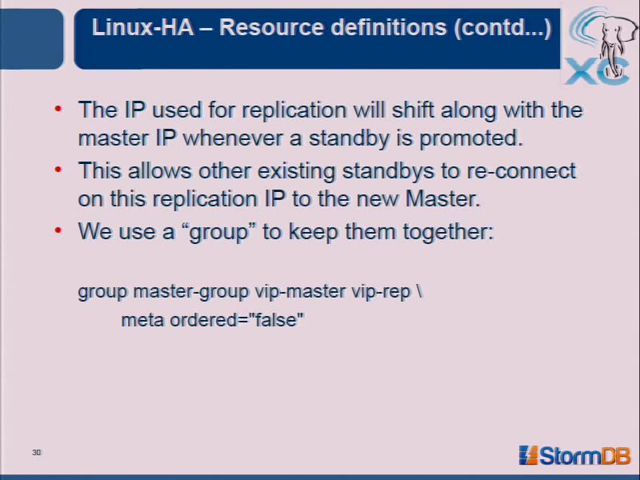 Linux-HA – Resource definitions (contd...)
XC
• The IP used for replication will shift along with the
master IP whenever a standby is promoted.
• This allows other existing standbys to re-connect
on this replication IP to the new Master.
• We use a “group” to keep them together:
group master-group vip-master vip-rep \
meta ordered="false"
30
StormDB